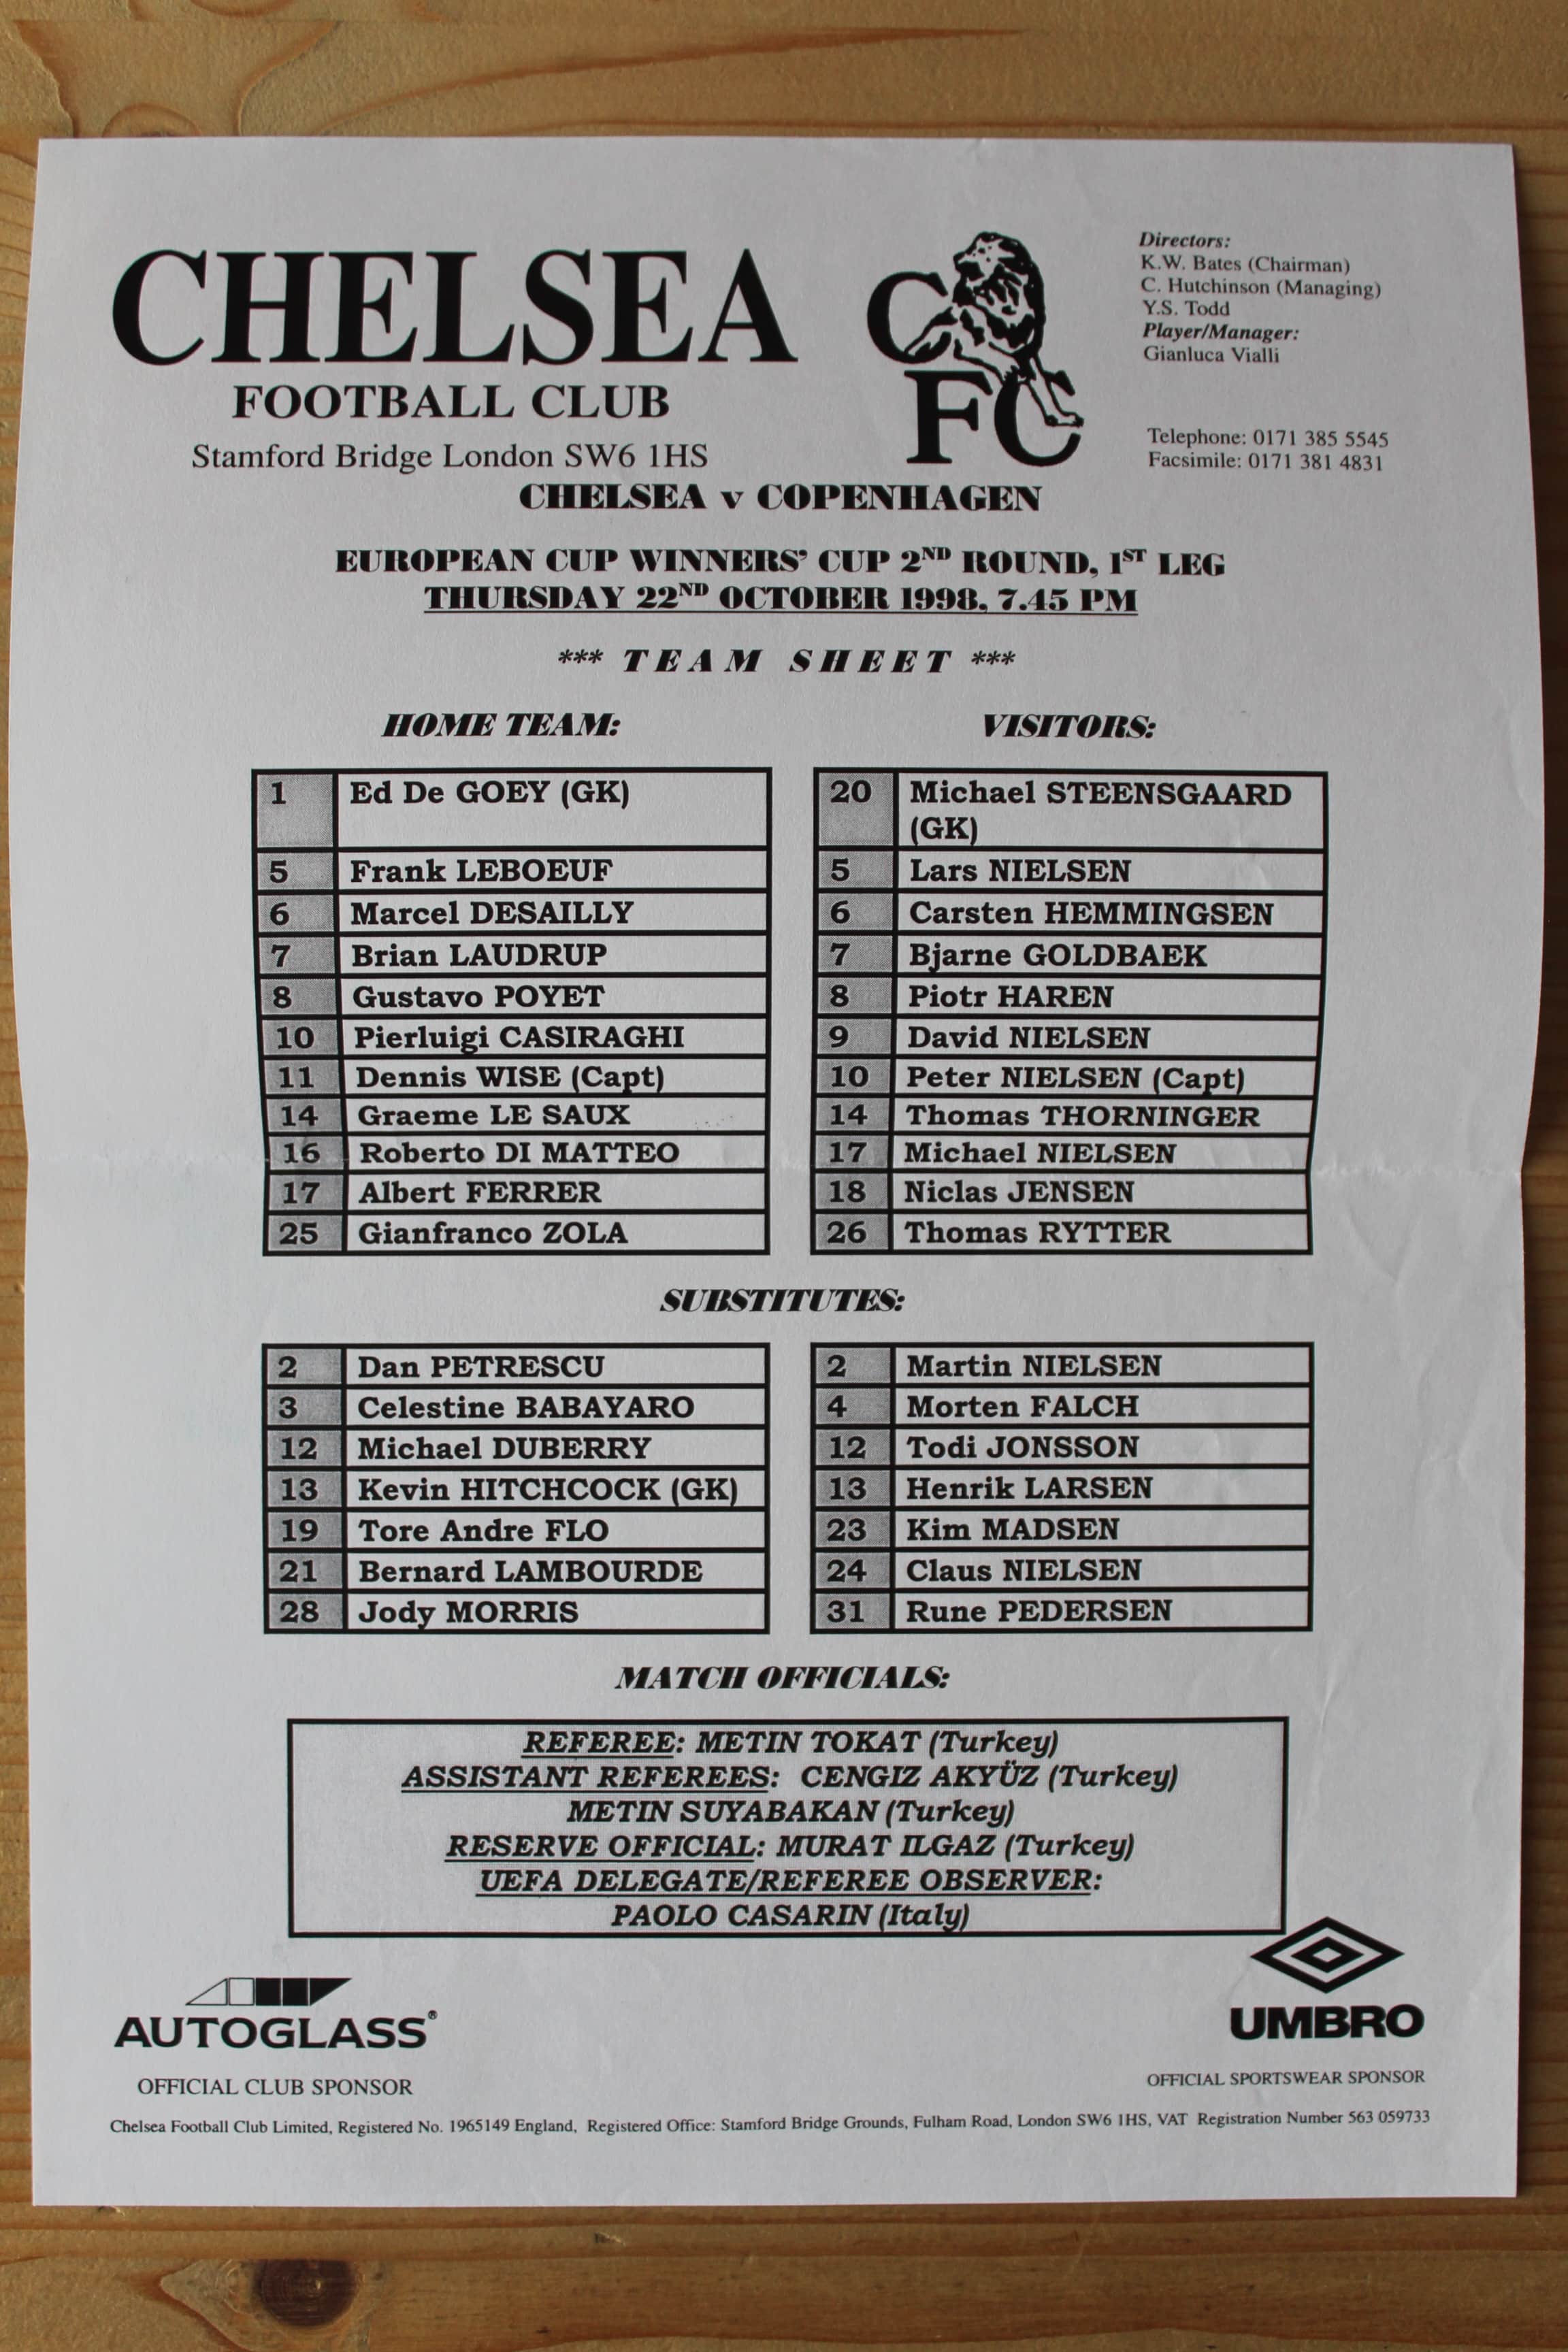 CHELSEA
FOOTBALL CLUB
Stamford Bridge London SW6 1HS
CFC
Directors:
K.W. Bates (Chairman)
C. Hutchinson (Managing)
Y.S. Todd
Player/Manager:
Gianluca Vialli
Telephone: 0171 385 5545
Facsimile: 0171 381 4831
CHELSEA v COPENHAGEN
EUROPEAN CUP WINNERS' CUP 2ND ROUND, 1ST LEG
THURSDAY 22ND OCTOBER 1998, 7.45 PM
*** TEAM SHEET ***
HOME TEAM:
1 Ed De GOEY (GK)
5 Frank LEBOEUF
6 Marcel DESAILLY
7 Brian LAUDRUP
8 Gustavo POYET
10 Pierluigi CASIRAGHI
11 Dennis WISE (Capt)
14 Graeme LE SAUX
16 Roberto DI MATTEO
17 Albert FERRER
25 Gianfranco ZOLA
VISITORS:
20 Michael STEENSGAARD
(GK)
5 Lars NIELSEN
6 Carsten HEMMINGSEN
7 Bjarne GOLDBAEK
8 Piotr HAREN
9 David NIELSEN
10 Peter NIELSEN (Capt)
14 Thomas THORNINGER
17 Michael NIELSEN
18 Niclas JENSEN
26 Thomas RYTTER
SUBSTITUTES:
2 Dan PETRESCU
3 Celestine BABAYARO
12 Michael DUBERRY
13 Kevin HITCHCOCK (GK)
19 Tore Andre FLO
21 Bernard LAMBOURDE
28 Jody MORRIS
2 Martin NIELSEN
4 Morten FALCH
12 Todi JONSSON
13 Henrik LARSEN
23 Kim MADSEN
24 Claus NIELSEN
31 Rune PEDERSEN
MATCH OFFICIALS:
REFEREE: METIN TOKAT (Turkey)
ASSISTANT REFEREES: CENGIZ AKYÜZ (Turkey)
METIN SUYABAKAN (Turkey)
RESERVE OFFICIAL: MURAT ILGAZ (Turkey)
UEFA DELEGATE/REFEREE OBSERVER:
PAOLO CASARIN (Italy)
AUTOGLASS®
OFFICIAL CLUB SPONSOR
UMBRO
OFFICIAL SPORTSWEAR SPONSOR
Chelsea Football Club Limited, Registered No. 1965149 England, Registered Office: Stamford Bridge Grounds, Fulham Road, London SW6 1HS, VAT Registration Number 563 059733